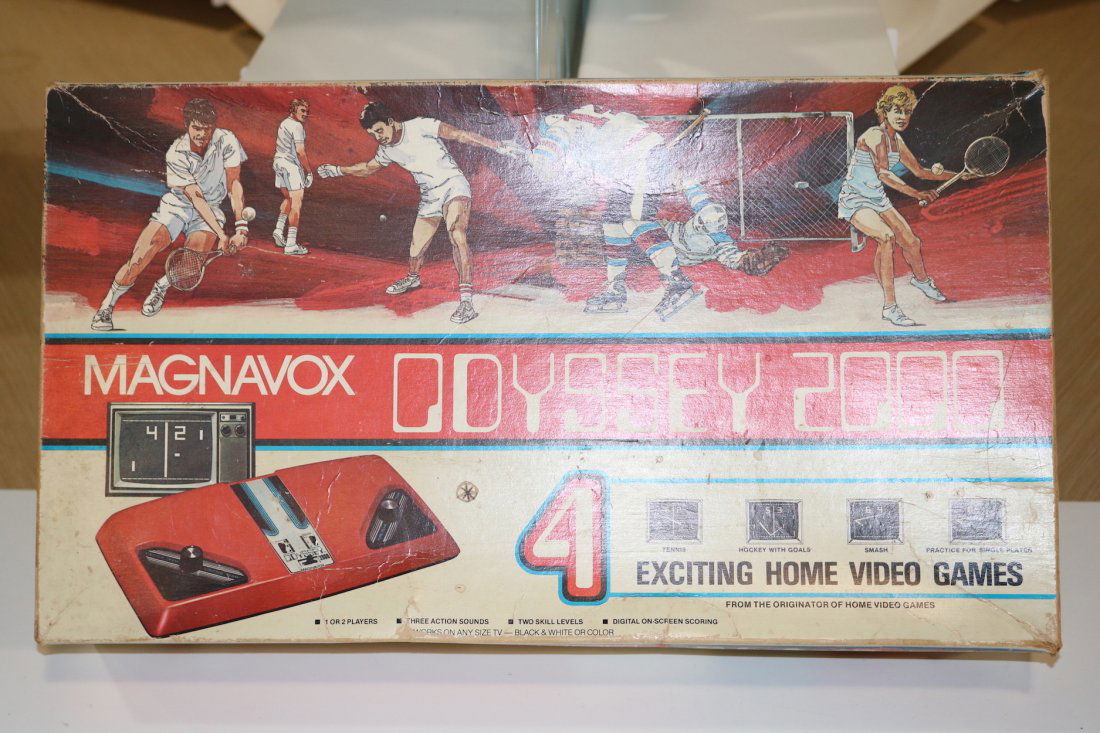 MAGNAVOX ODYSSEY 2000
4 21
1
4
TENNIS HOCKEY WITH GOALS SMASH PRACTICE FOR SINGLE PLAYER
EXCITING HOME VIDEO GAMES
FROM THE ORIGINATOR OF HOME VIDEO GAMES
1 OR 2 PLAYERS THREE ACTION SOUNDS TWO SKILL LEVELS DIGITAL ON-SCREEN SCORING
WORKS ON ANY SIZE TV — BLACK & WHITE OR COLOR